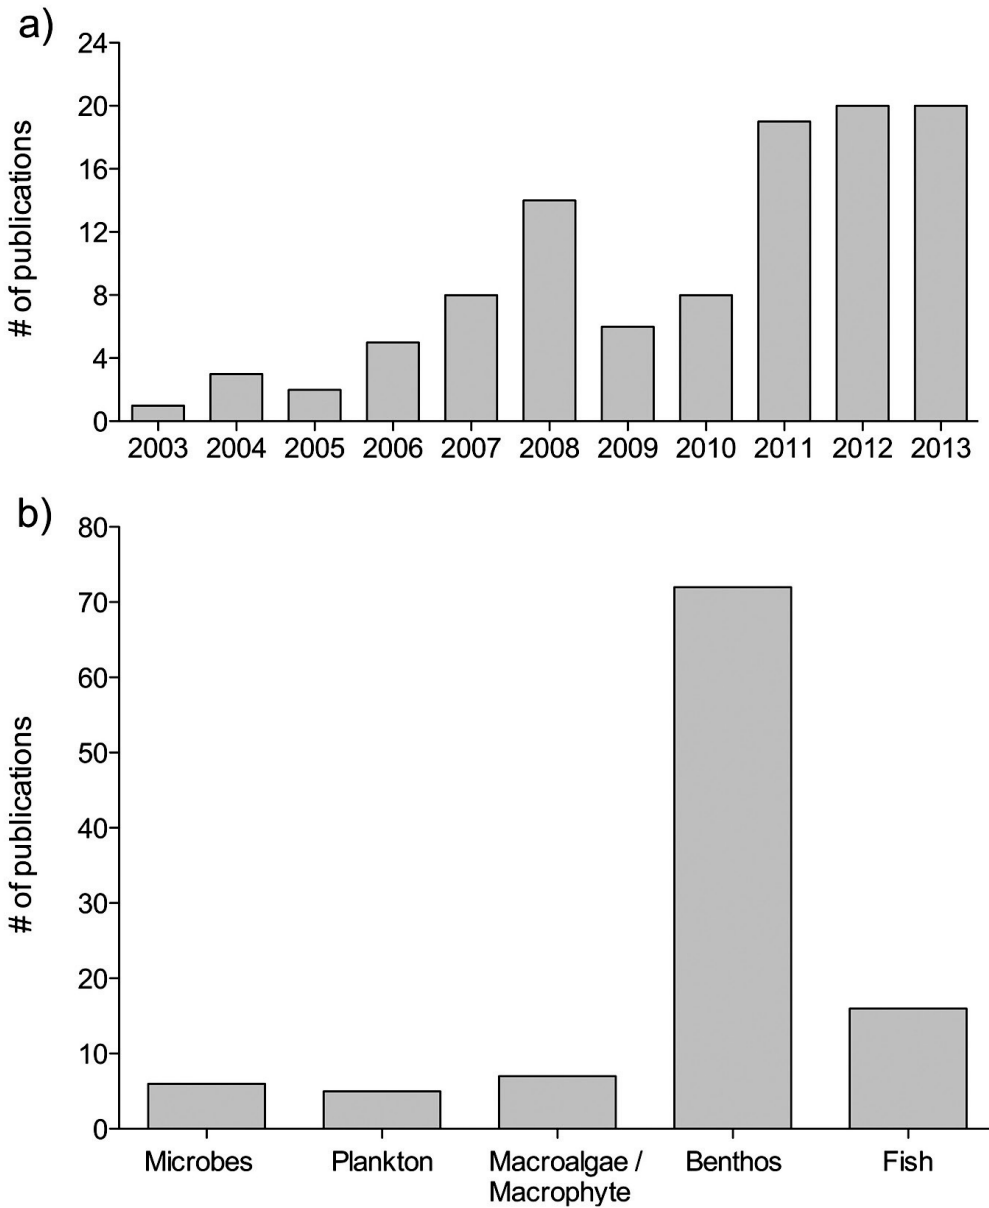 a)
# of publications
24
20
16
12
8
4
0
2003 2004 2005 2006 2007 2008 2009 2010 2011 2012 2013
b)
# of publications
80
70
60
50
40
30
20
10
0
Microbes Plankton Macroalgae / Benthos Fish
Macrophyte